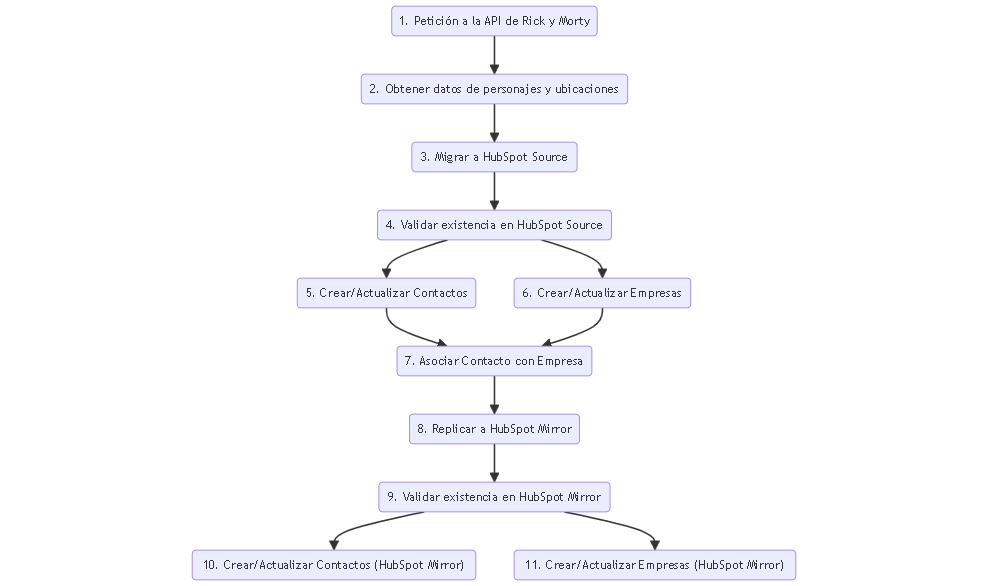 1. Petición a la API de Rick y Morty
2. Obtener datos de personajes y ubicaciones
3. Migrar a HubSpot Source
4. Validar existencia en HubSpot Source
5. Crear/Actualizar Contactos
6. Crear/Actualizar Empresas
7. Asociar Contacto con Empresa
8. Replicar a HubSpot Mirror
9. Validar existencia en HubSpot Mirror
10. Crear/Actualizar Contactos (HubSpot Mirror)
11. Crear/Actualizar Empresas (HubSpot Mirror)